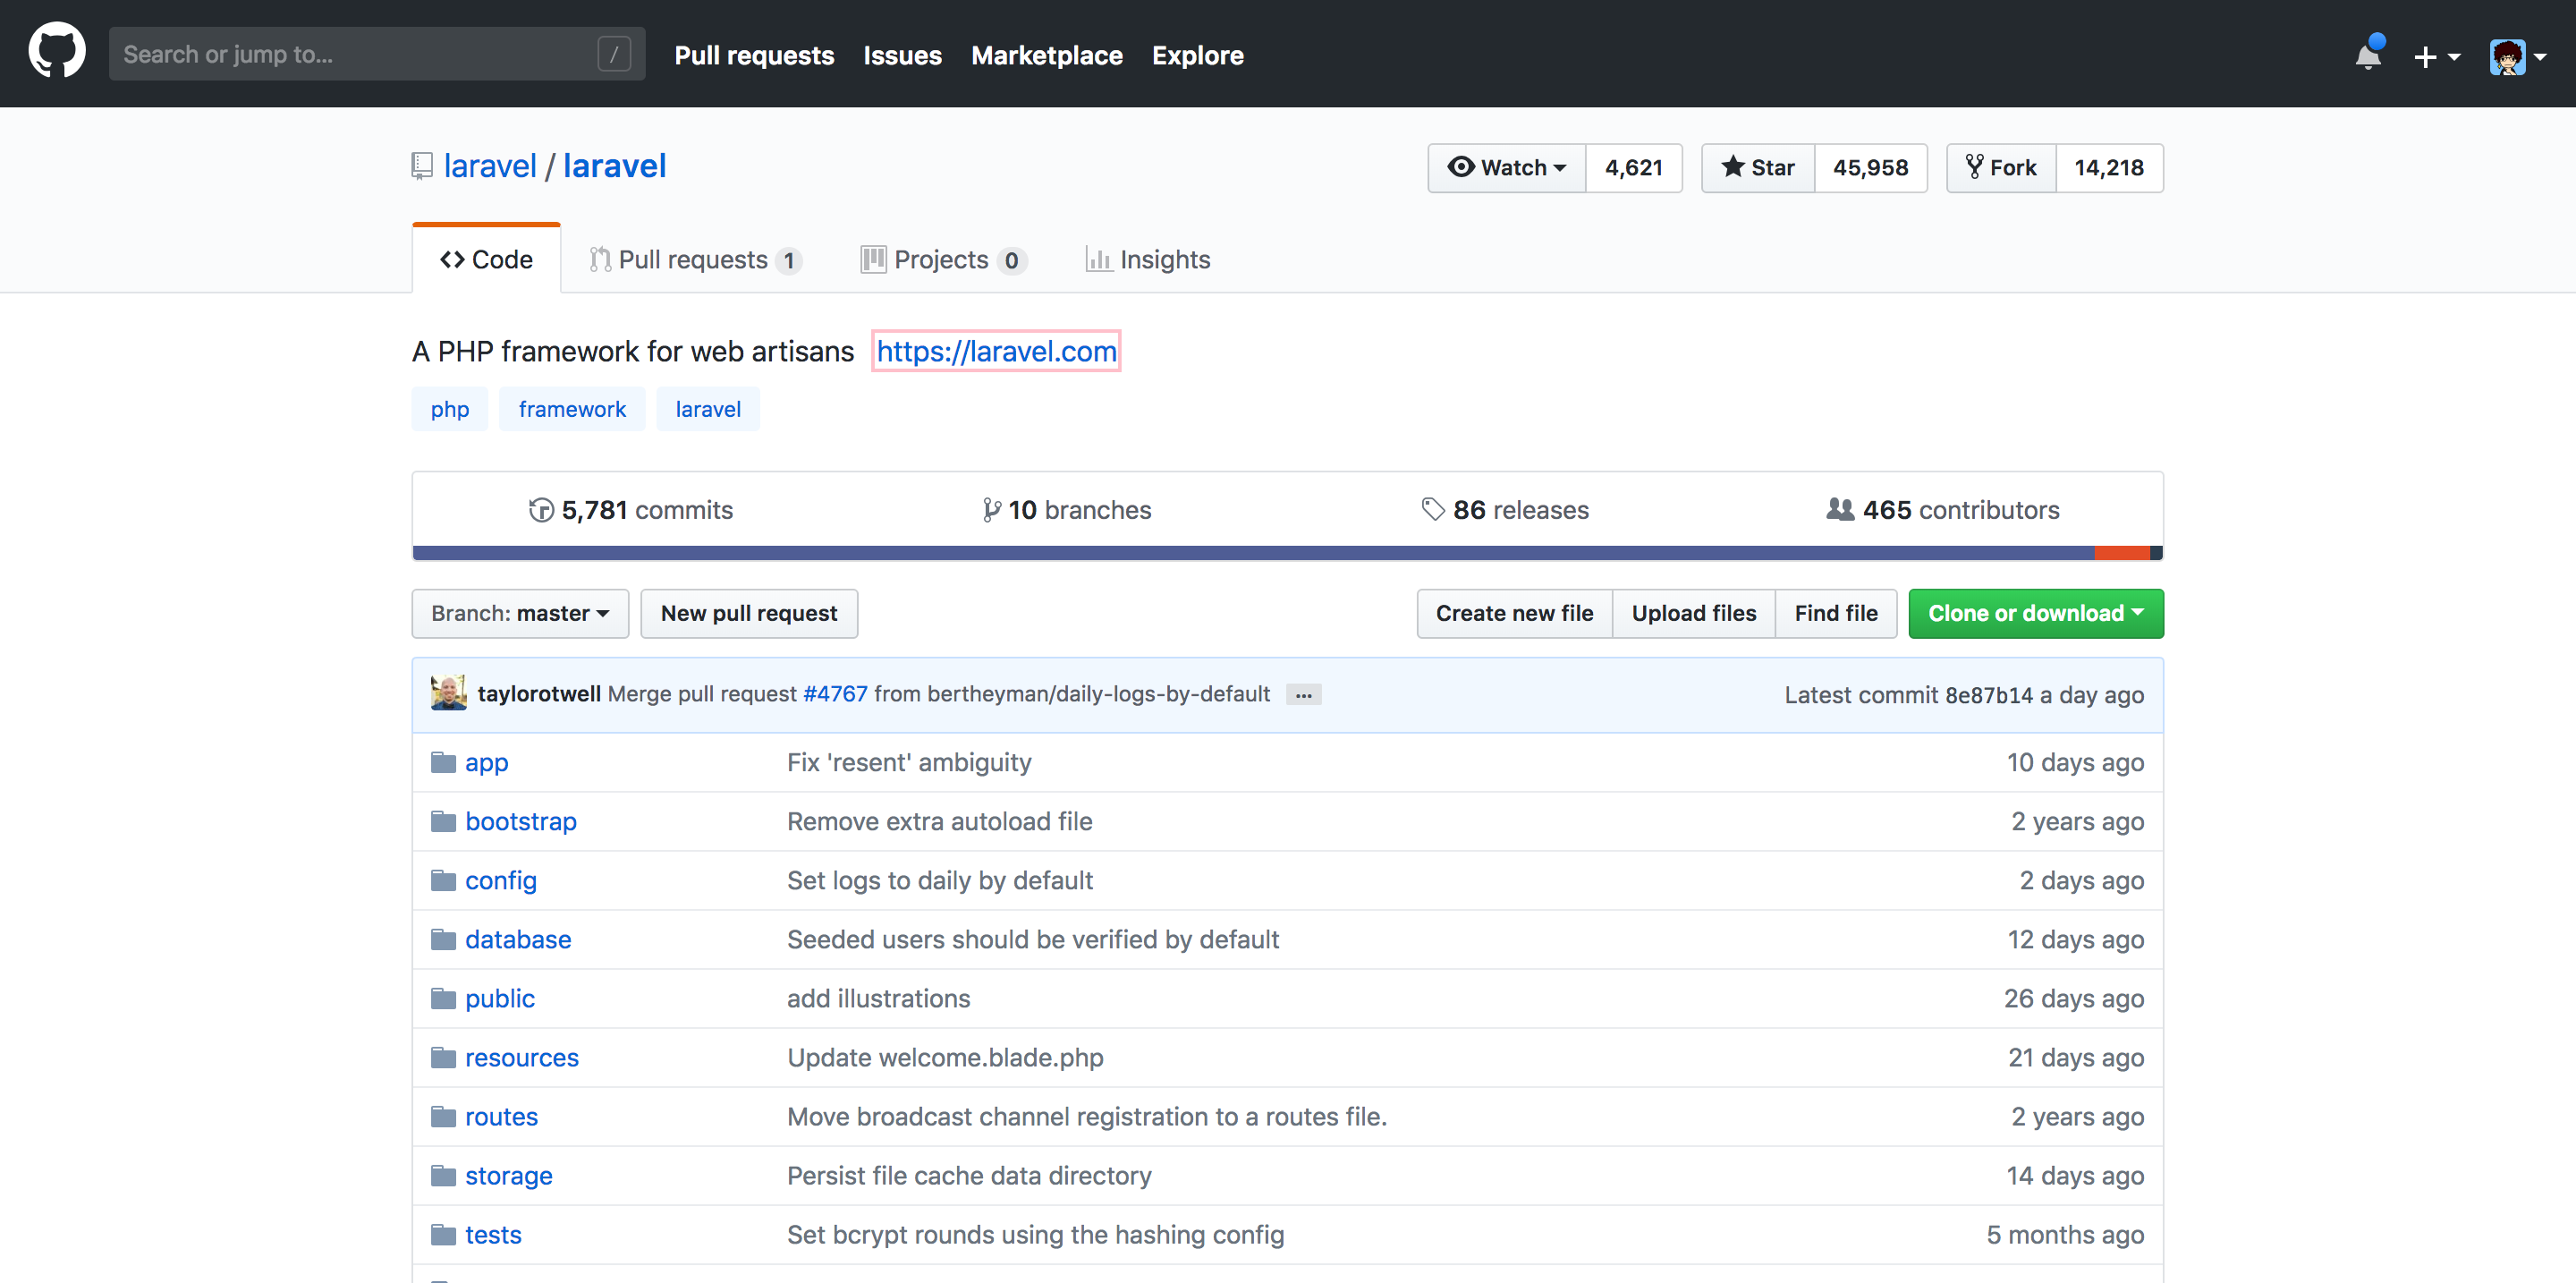 Search or jump to... /
Pull requests Issues Marketplace Explore
laravel / laravel
Watch 4,621 Star 45,958 Fork 14,218
Code Pull requests 1 Projects 0 Insights
A PHP framework for web artisans https://laravel.com
php framework laravel
5,781 commits 10 branches 86 releases 465 contributors
Branch: master New pull request Create new file Upload files Find file Clone or download
taylorotwell Merge pull request #4767 from bertheyman/daily-logs-by-default ... Latest commit 8e87b14 a day ago
app Fix 'resent' ambiguity 10 days ago
bootstrap Remove extra autoload file 2 years ago
config Set logs to daily by default 2 days ago
database Seeded users should be verified by default 12 days ago
public add illustrations 26 days ago
resources Update welcome.blade.php 21 days ago
routes Move broadcast channel registration to a routes file. 2 years ago
storage Persist file cache data directory 14 days ago
tests Set bcrypt rounds using the hashing config 5 months ago